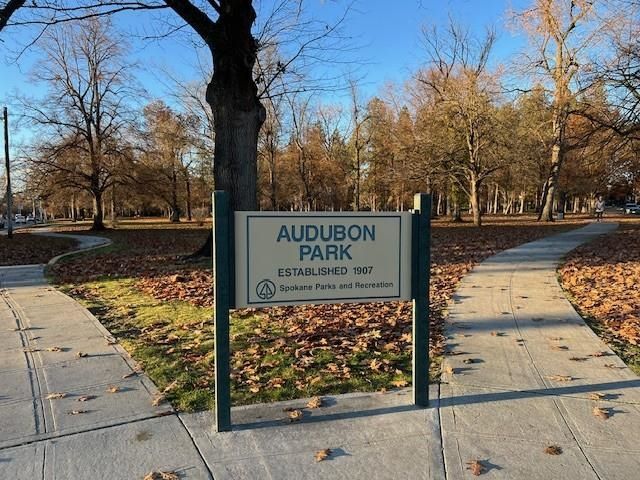 AUDUBON
PARK
ESTABLISHED 1907
Spokane Parks and Recreation